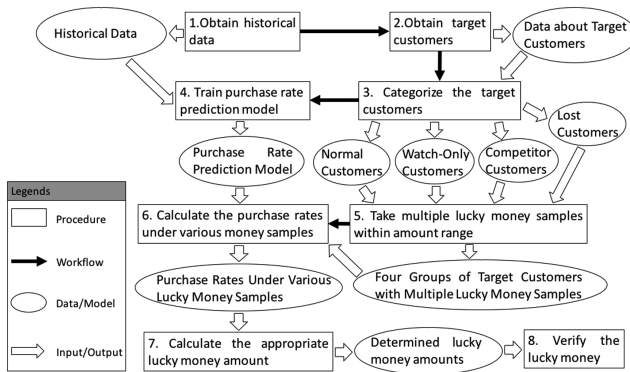 Historical Data
1.Obtain historical
data
2.Obtain target
customers
Data about Target
Customers
4. Train purchase rate
prediction model
3. Categorize the target
customers
Lost
Customers
Purchase Rate
Prediction Model
Normal
Customers
Watch-Only
Customers
Competitor
Customers
Legends
Procedure
Workflow
Data/Model
Input/Output
6. Calculate the purchase rates
under various money samples
5. Take multiple lucky money samples
within amount range
Purchase Rates Under Various
Lucky Money Samples
Four Groups of Target Customers
with Multiple Lucky Money Samples
7. Calculate the appropriate
lucky money amount
Determined lucky
money amounts
8. Verify the
lucky money